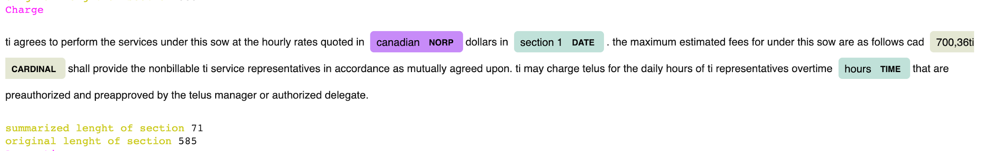 Charge
ti agrees to perform the services under this sow at the hourly rates quoted in canadian NORP dollars in section 1 DATE . the maximum estimated fees for under this sow are as follows cad 700,36ti
CARDINAL shall provide the nonbillable ti service representatives in accordance as mutually agreed upon. ti may charge telus for the daily hours of ti representatives overtime hours TIME that are
preauthorized and preapproved by the telus manager or authorized delegate.
summarized lenght of section 71
original lenght of section 585